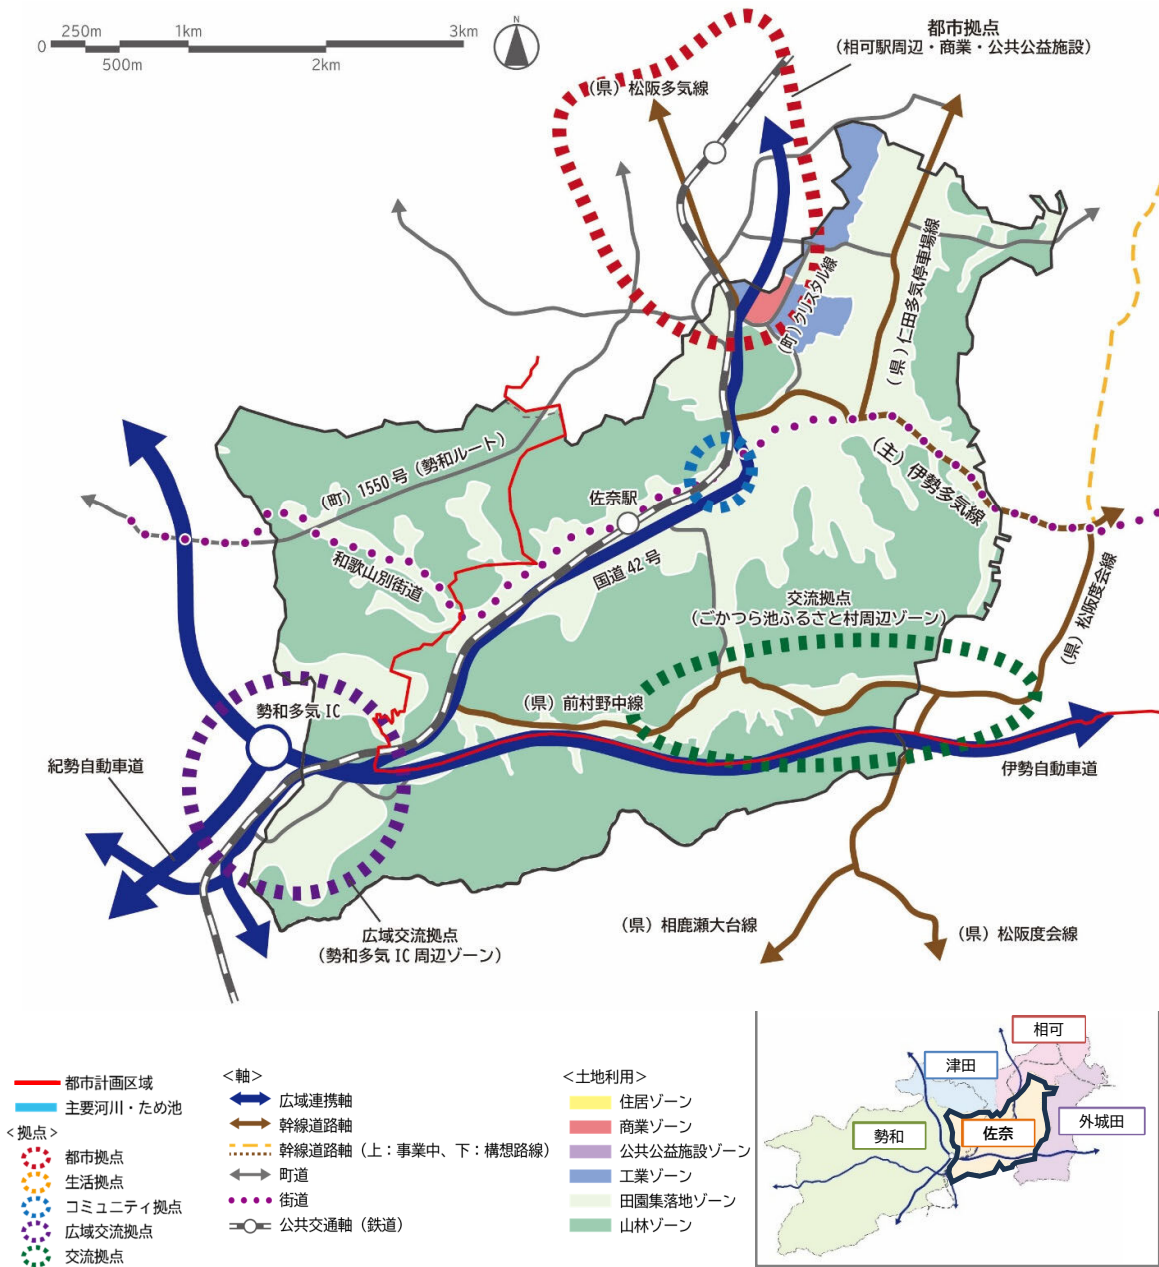 250m
1km
3km
0
500m
2km
N
都市拠点
(相可駅周辺・商業・公共公益施設)
(県) 松阪多気線
(町) クリスタル線
(県) 仁田多気停車場線
(主) 伊勢多気線
(町) 1550 号 (勢和ルート)
佐奈駅
和歌山別街道
国道 42 号
交流拠点
(ごかつら池ふるさと村周辺ゾーン)
(県) 松阪度会線
(県) 前村野中線
勢和多気 IC
紀勢自動車道
伊勢自動車道
広域交流拠点
(勢和多気 IC 周辺ゾーン)
(県) 相鹿瀬大台線
(県) 松阪度会線
都市計画区域
主要河川・ため池
<拠点>
都市拠点
生活拠点
コミュニティ拠点
広域交流拠点
交流拠点
<軸>
広域連携軸
幹線道路軸
幹線道路軸 (上:事業中、下:構想路線)
町道
街道
公共交通軸 (鉄道)
<土地利用>
住居ゾーン
商業ゾーン
公共公益施設ゾーン
工業ゾーン
田園集落地ゾーン
山林ゾーン
相可
津田
勢和
佐奈
外城田